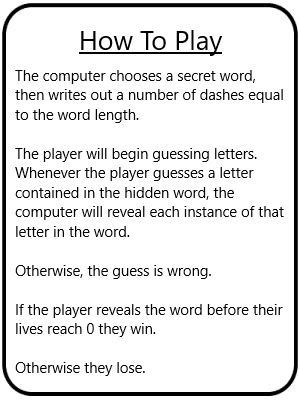 How To Play
The computer chooses a secret word,
then writes out a number of dashes equal
to the word length.
The player will begin guessing letters.
Whenever the player guesses a letter
contained in the hidden word, the
computer will reveal each instance of that
letter in the word.
Otherwise, the guess is wrong.
If the player reveals the word before their
lives reach 0 they win.
Otherwise they lose.